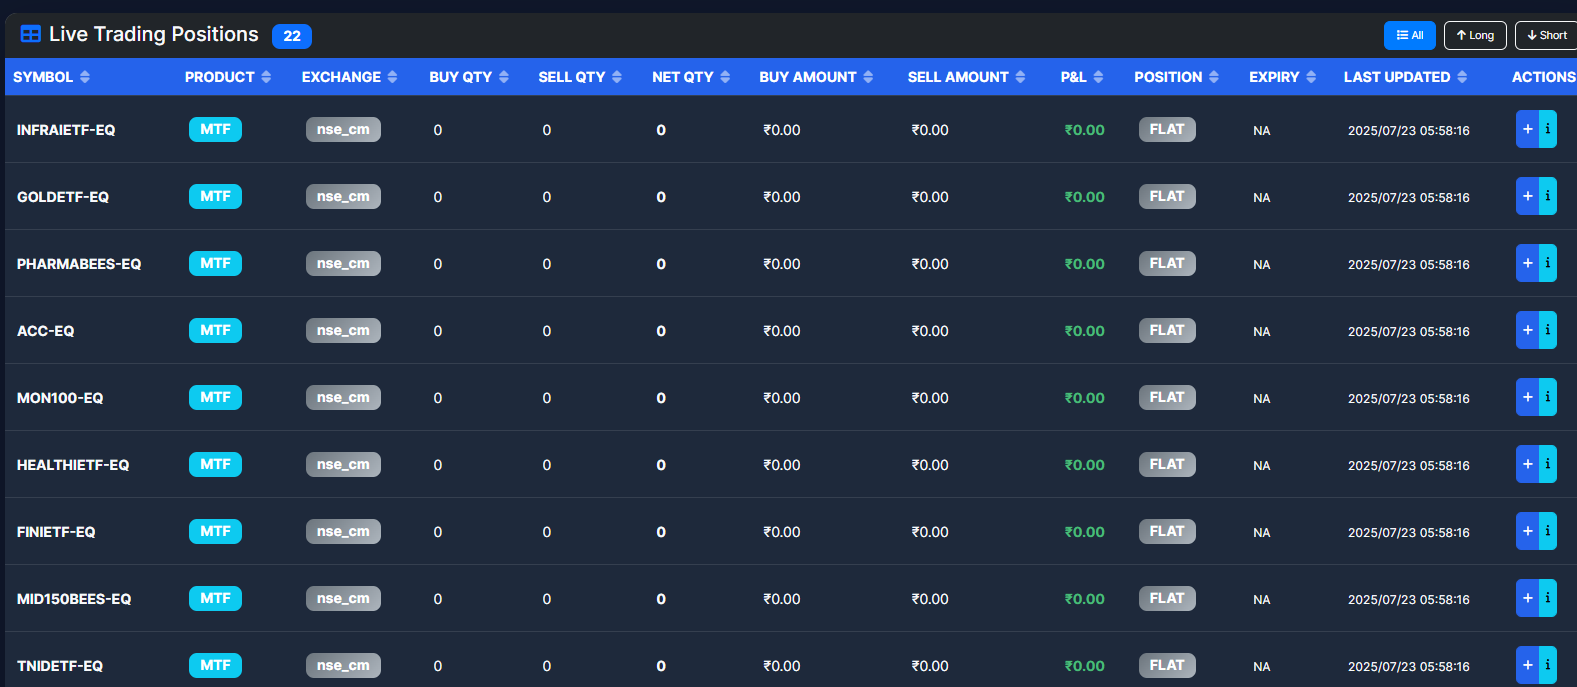 Live Trading Positions 22 All Long Short
SYMBOL PRODUCT EXCHANGE BUY QTY SELL QTY NET QTY BUY AMOUNT SELL AMOUNT P&L POSITION EXPIRY LAST UPDATED ACTIONS
INFRAIETF-EQ MTF nse_cm 0 0 0 ₹0.00 ₹0.00 ₹0.00 FLAT NA 2025/07/23 05:58:16 + i
GOLDETF-EQ MTF nse_cm 0 0 0 ₹0.00 ₹0.00 ₹0.00 FLAT NA 2025/07/23 05:58:16 + i
PHARMABEES-EQ MTF nse_cm 0 0 0 ₹0.00 ₹0.00 ₹0.00 FLAT NA 2025/07/23 05:58:16 + i
ACC-EQ MTF nse_cm 0 0 0 ₹0.00 ₹0.00 ₹0.00 FLAT NA 2025/07/23 05:58:16 + i
MON100-EQ MTF nse_cm 0 0 0 ₹0.00 ₹0.00 ₹0.00 FLAT NA 2025/07/23 05:58:16 + i
HEALTHIETF-EQ MTF nse_cm 0 0 0 ₹0.00 ₹0.00 ₹0.00 FLAT NA 2025/07/23 05:58:16 + i
FINIETF-EQ MTF nse_cm 0 0 0 ₹0.00 ₹0.00 ₹0.00 FLAT NA 2025/07/23 05:58:16 + i
MID150BEES-EQ MTF nse_cm 0 0 0 ₹0.00 ₹0.00 ₹0.00 FLAT NA 2025/07/23 05:58:16 + i
TNIDETF-EQ MTF nse_cm 0 0 0 ₹0.00 ₹0.00 ₹0.00 FLAT NA 2025/07/23 05:58:16 + i